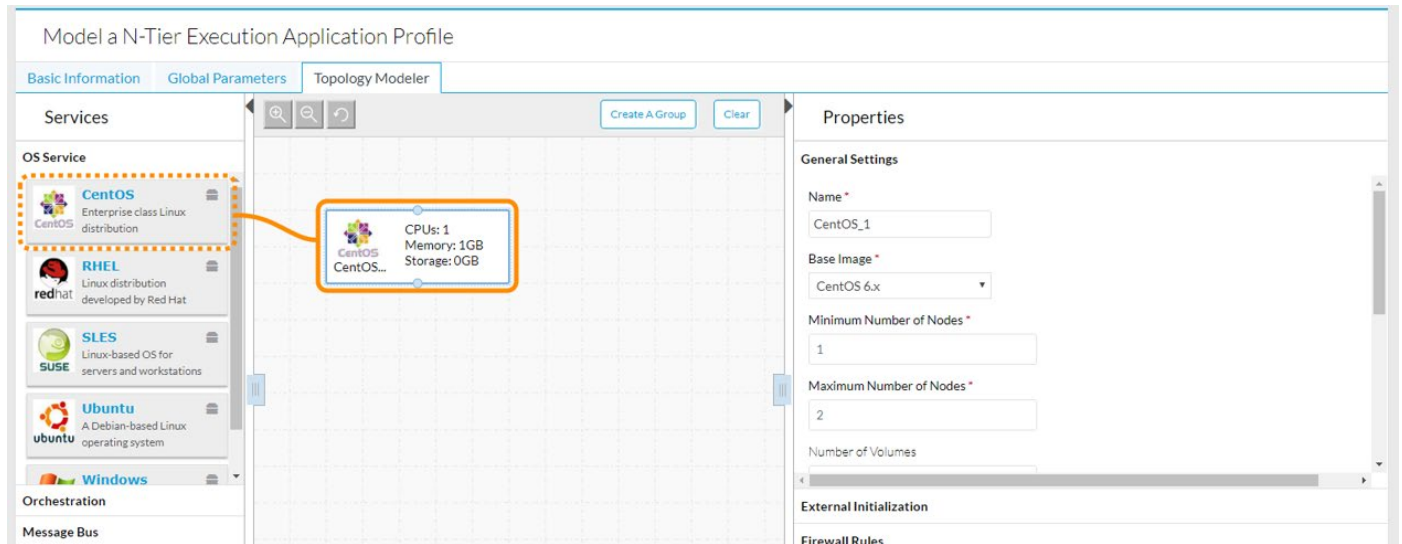 Model a N-Tier Execution Application Profile
Basic Information
Global Parameters
Topology Modeler
Services
Create A Group
Clear
Properties
OS Service
CentOS
CentOS
Enterprise class Linux
distribution
redhat
RHEL
Linux distribution
developed by Red Hat
SUSE
SLES
Linux-based OS for
servers and workstations
ubuntu
Ubuntu
A Debian-based Linux
operating system
Windows
Orchestration
Message Bus
CentOS
CentOS...
CPUs: 1
Memory: 1GB
Storage: 0GB
General Settings
Name *
CentOS_1
Base Image *
CentOS 6.x
Minimum Number of Nodes *
1
Maximum Number of Nodes *
2
Number of Volumes
External Initialization
Firewall Rules